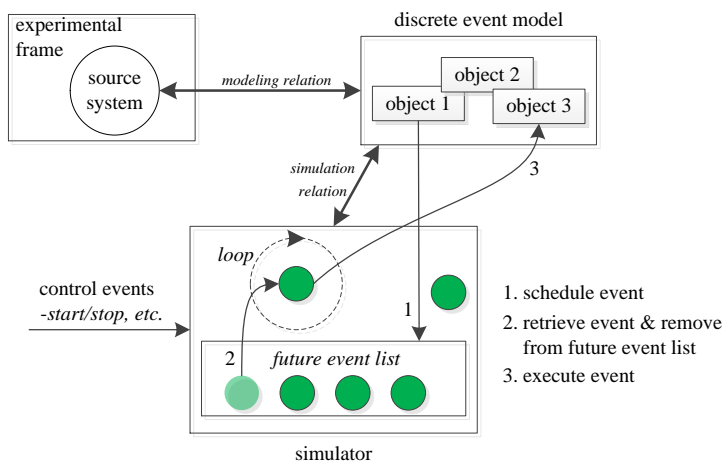 experimental
frame
source
system
modeling relation
discrete event model
object 1
object 2
object 3
simulation
relation
3
loop
control events
-start/stop, etc.
1
2
future event list
simulator
1. schedule event
2. retrieve event & remove
from future event list
3. execute event